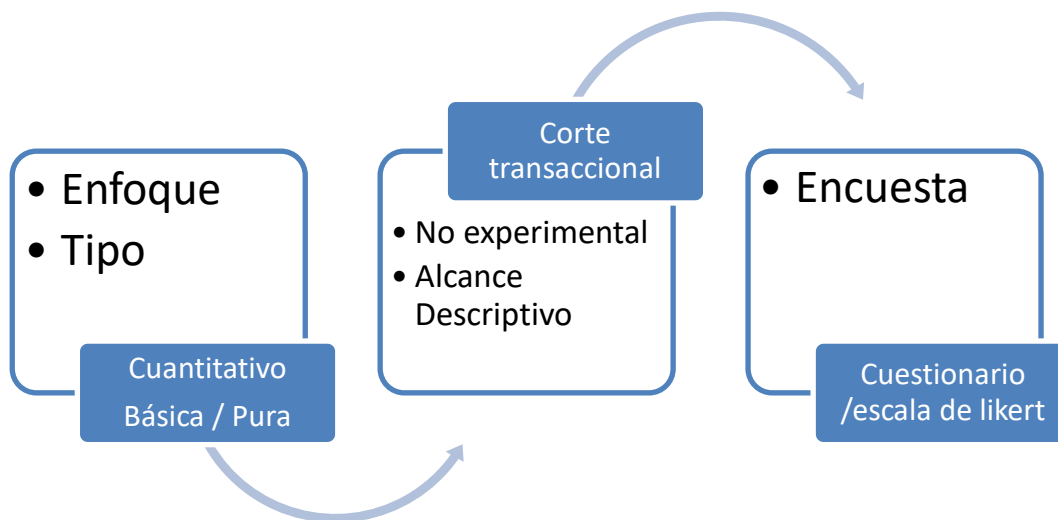 • Enfoque
• Tipo
Cuantitativo
Básica / Pura
Corte
transaccional
• No experimental
• Alcance
Descriptivo
• Encuesta
Cuestionario
/escala de likert